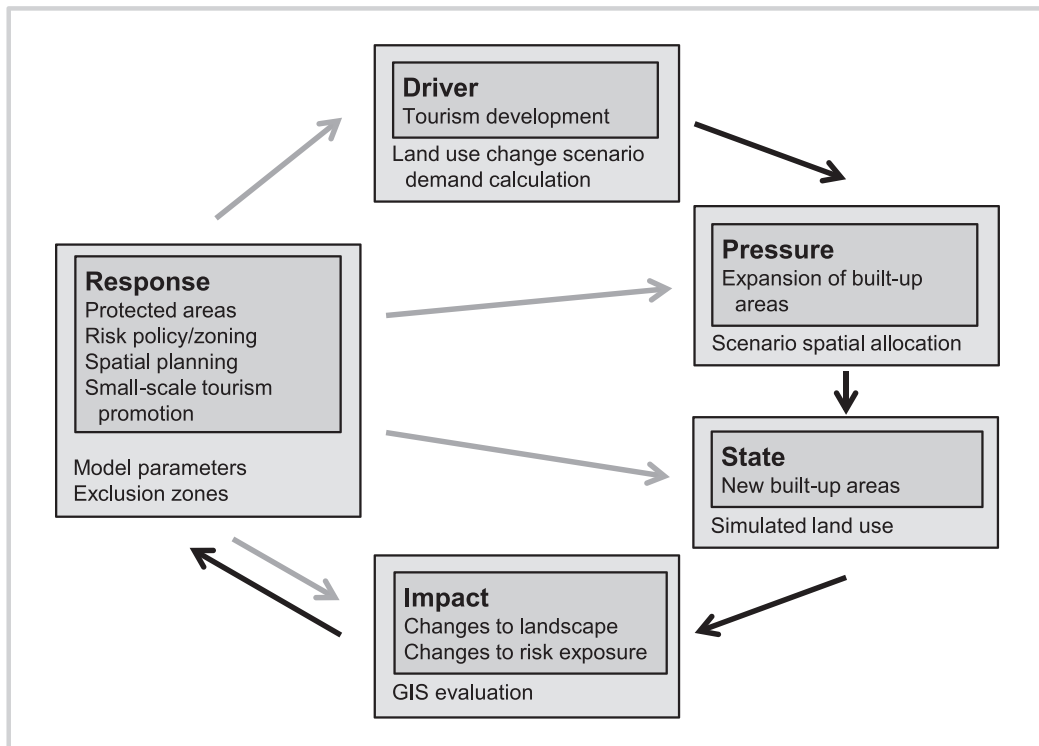 Driver
Tourism development
Land use change scenario
demand calculation
Pressure
Expansion of built-up
areas
Scenario spatial allocation
Response
Protected areas
Risk policy/zoning
Spatial planning
Small-scale tourism
promotion
Model parameters
Exclusion zones
State
New built-up areas
Simulated land use
Impact
Changes to landscape
Changes to risk exposure
GIS evaluation